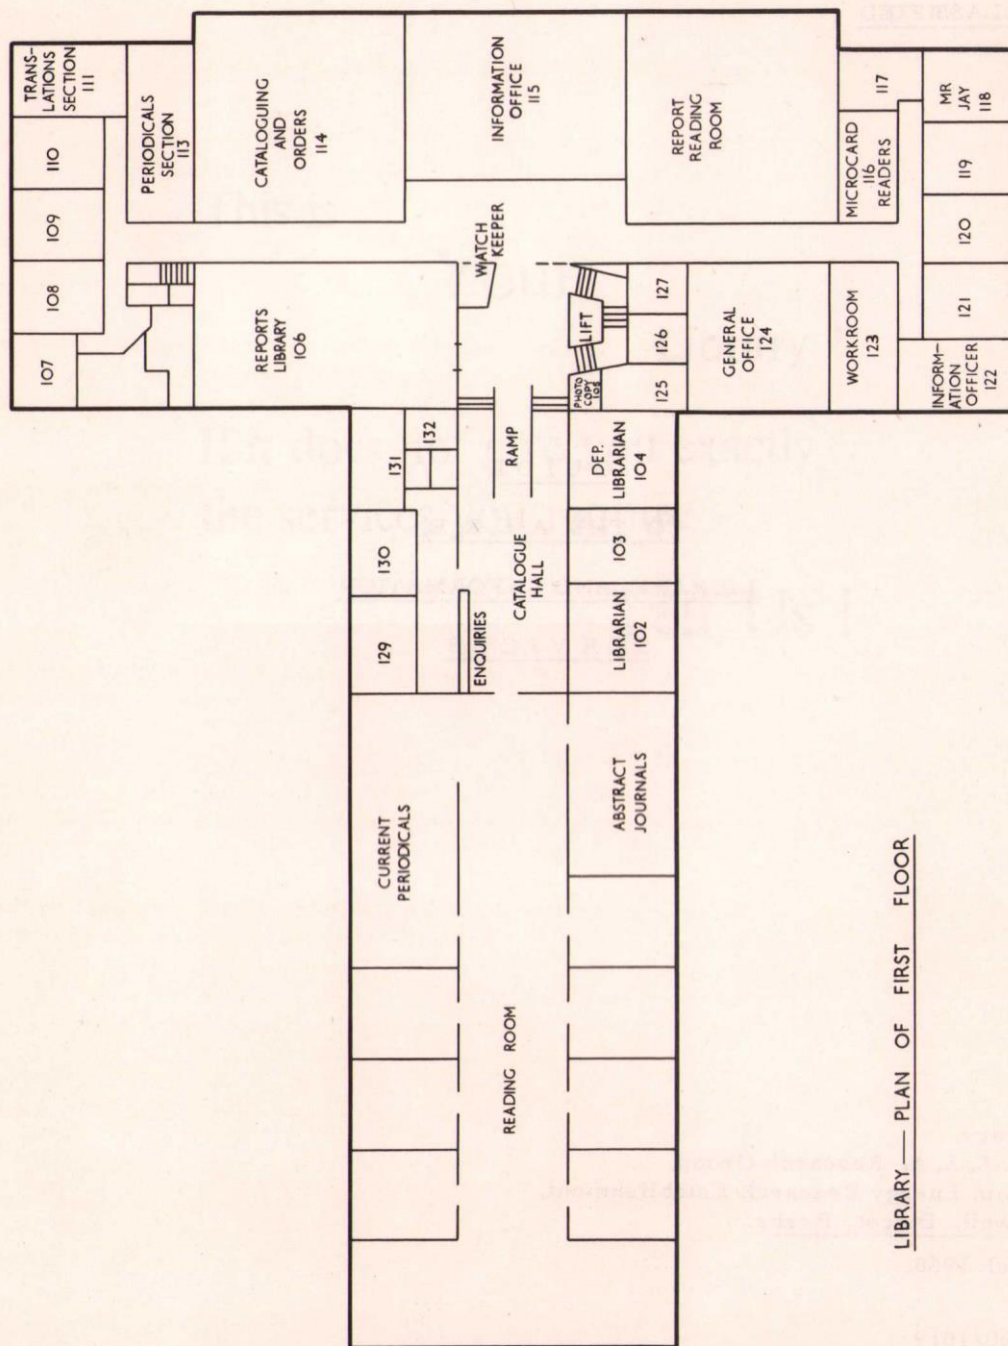 TRANS-
LATIONS
SECTION
111
110
109
108
107
PERIODICALS
SECTION
113
CATALOGUING
AND
ORDERS
114
INFORMATION
OFFICE
115
REPORT
READING
ROOM
117
MICROCARD
116
READERS
MR
JAY
118
119
120
121
INFORM-
ATION
OFFICER
122
WATCH
KEEPER
REPORTS
LIBRARY
106
LIFT
PHOTO
COPY
105
127
126
125
GENERAL
OFFICE
124
WORKROOM
123
132
131
130
129
RAMP
CATALOGUE
HALL
ENQUIRIES
DEP.
LIBRARIAN
104
103
LIBRARIAN
102
CURRENT
PERIODICALS
ABSTRACT
JOURNALS
READING ROOM
LIBRARY — PLAN OF FIRST FLOOR